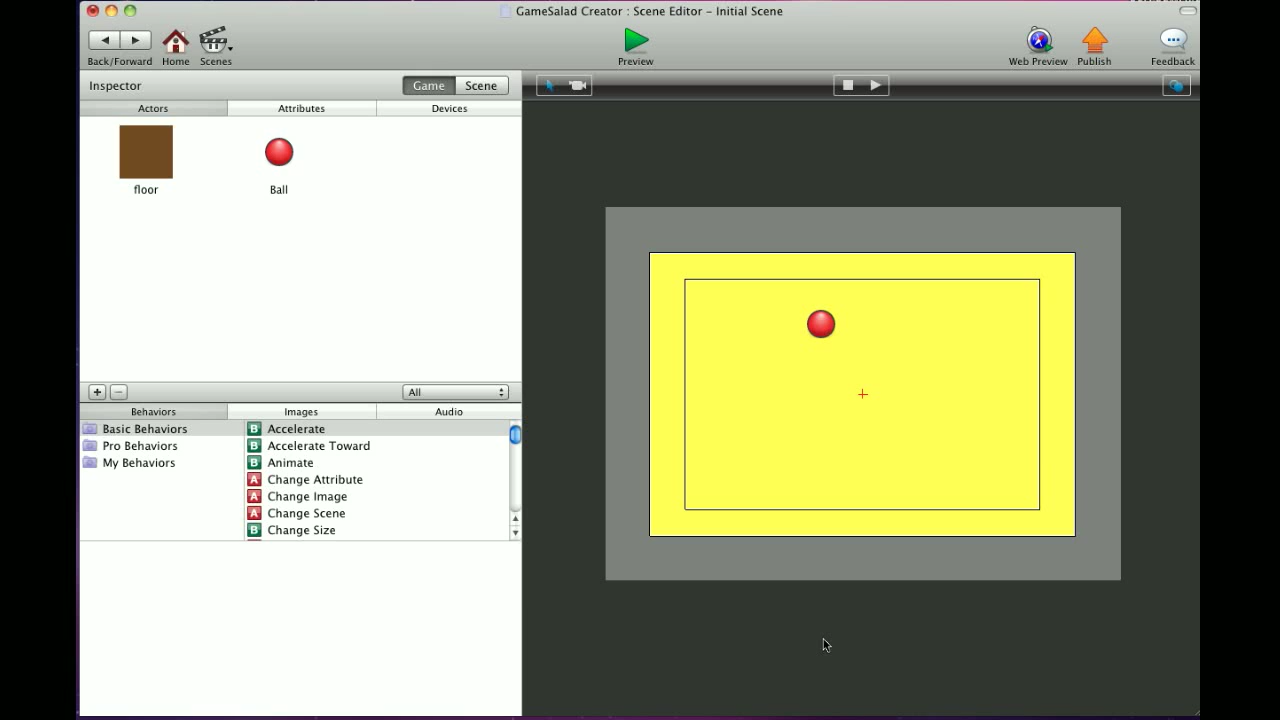 GameSalad Creator : Scene Editor – Initial Scene
Back/Forward Home Scenes Preview Web Preview Publish Feedback
Inspector Game Scene
Actors Attributes Devices
floor Ball
All
Behaviors Images Audio
Basic Behaviors
Pro Behaviors
My Behaviors
B Accelerate
B Accelerate Toward
B Animate
A Change Attribute
A Change Image
A Change Scene
B Change Size